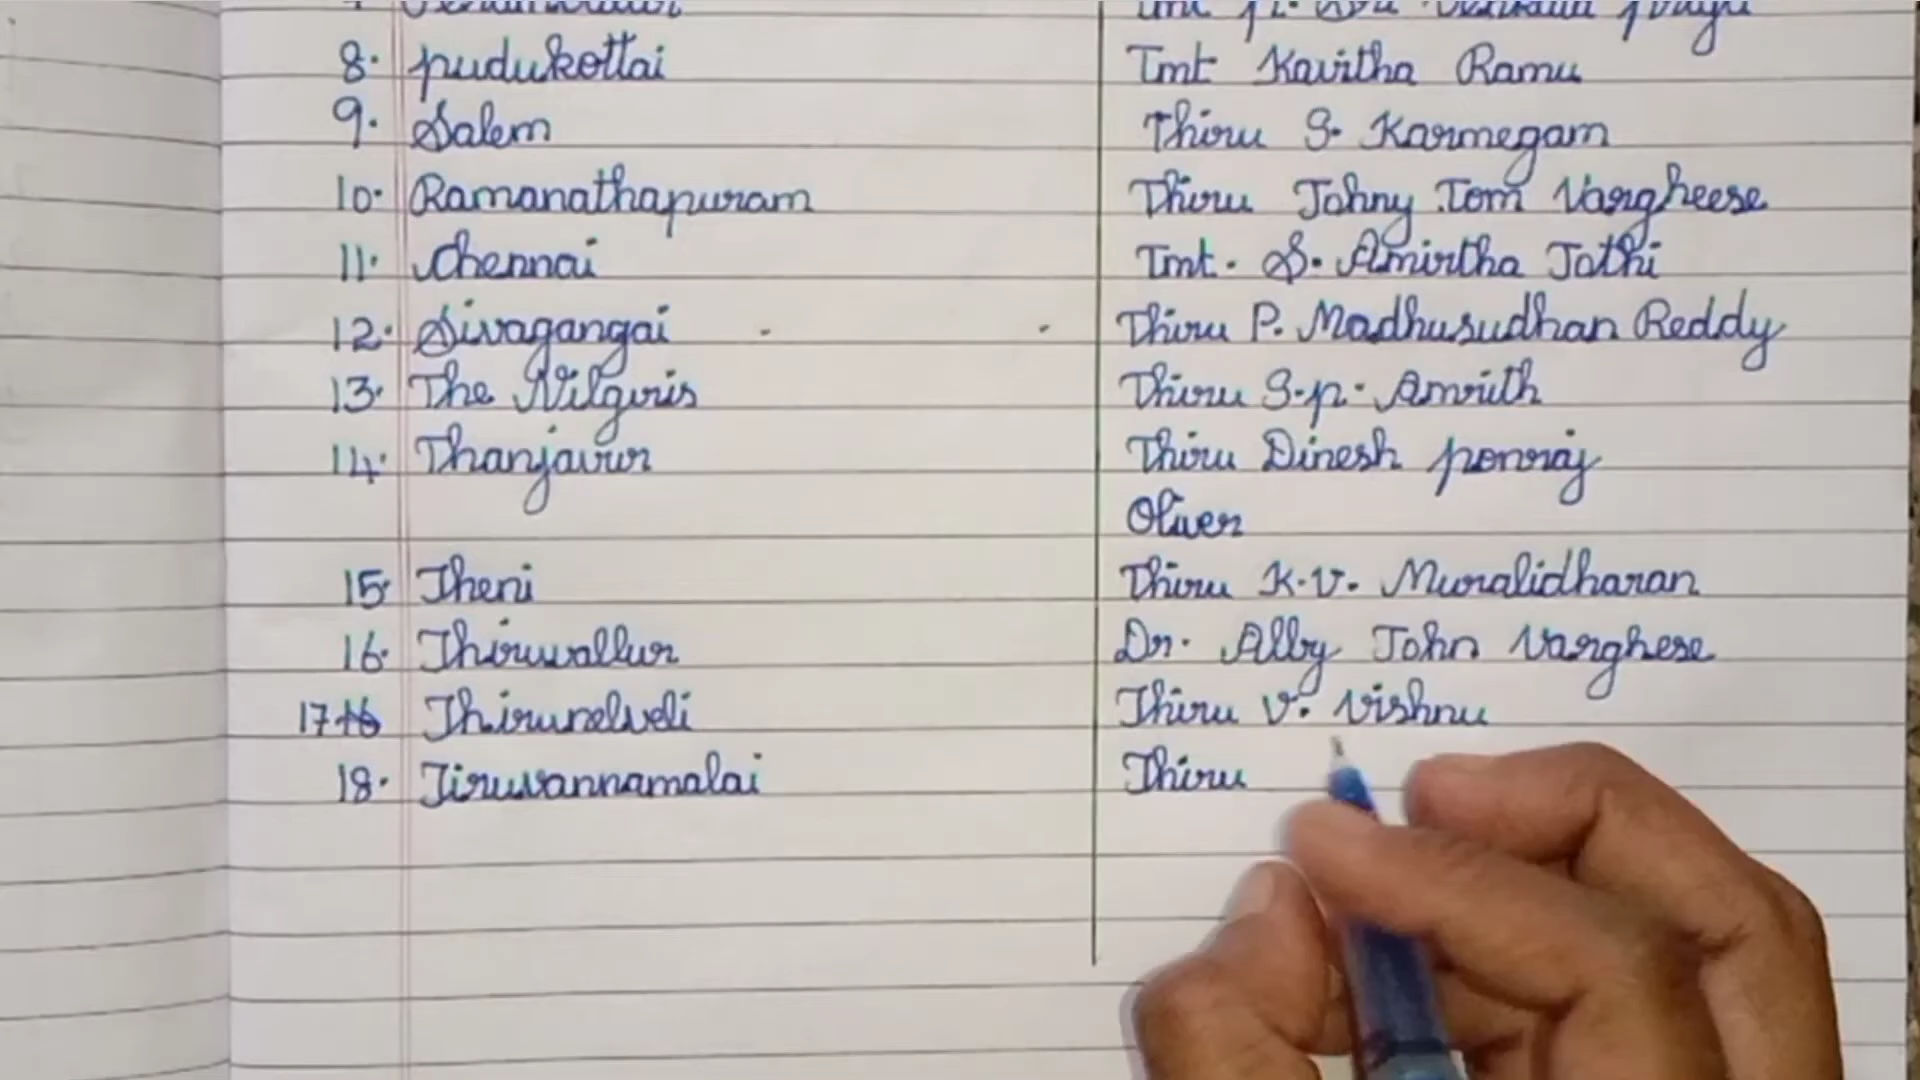 8. pudukottai Tmt Kavitha Ramu
9. Salem Thiru S. Karmegam
10. Ramanathapuram Thiru Johny Tom Vargheese
11. Chennai Tmt. S. Amirtha Jothi
12. Sivagangai - - Thiru P. Madhusudhan Reddy
13. The Nilgiris Thiru S.p. Amrith
14. Thanjavur Thiru Dinesh ponraj
Oliver
15. Theni Thiru K.V. Muralidharan
16. Thiruvallur Dr. Alby John Varghese
17 Thirunelveli Thiru V. Vishnu
18. Tiruvannamalai Thiru